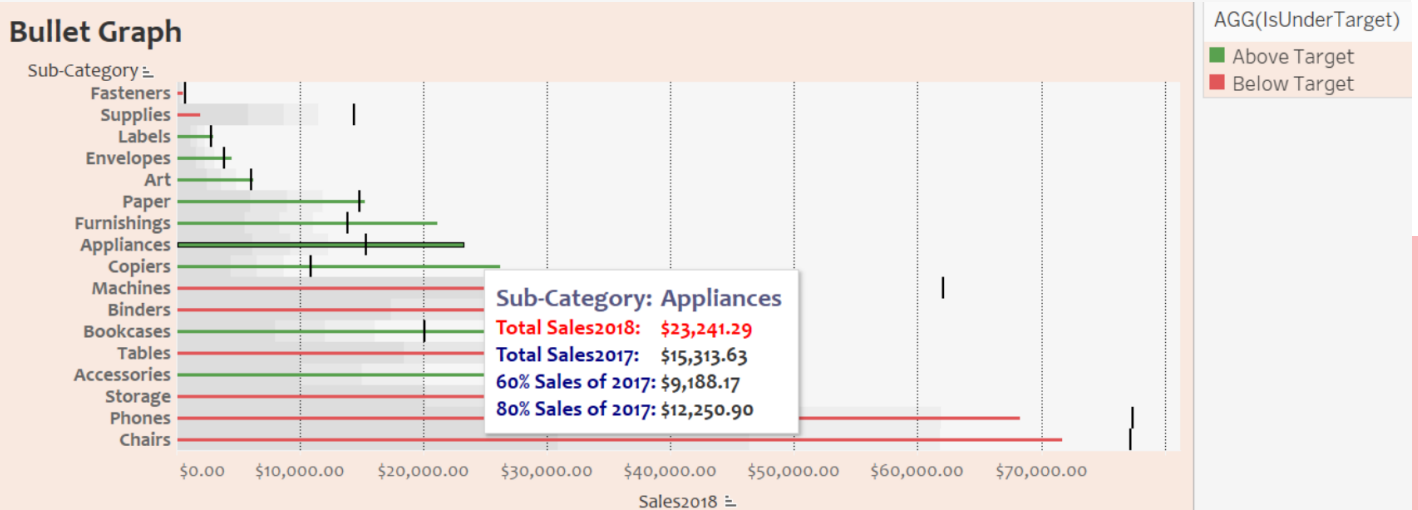 Bullet Graph
AGG(IsUnderTarget)
Above Target
Below Target
Sub-Category
Fasteners
Supplies
Labels
Envelopes
Art
Paper
Furnishings
Appliances
Copiers
Machines
Binders
Bookcases
Tables
Accessories
Storage
Phones
Chairs
Sub-Category: Appliances
Total Sales2018: $23,241.29
Total Sales2017: $15,313.63
60% Sales of 2017: $9,188.17
80% Sales of 2017: $12,250.90
$0.00 $10,000.00 $20,000.00 $30,000.00 $40,000.00 $50,000.00 $60,000.00 $70,000.00
Sales2018